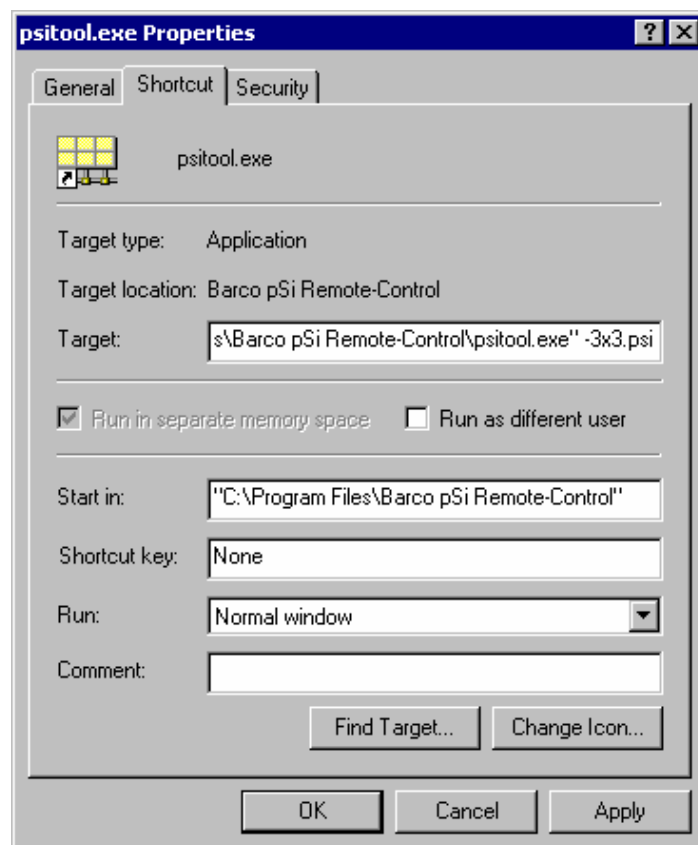 psitool.exe Properties
General Shortcut Security
psitool.exe
Target type: Application
Target location: Barco pSi Remote-Control
Target: s\Barco pSi Remote-Control\psitool.exe" -3x3.psi
Run in separate memory space Run as different user
Start in: "C:\Program Files\Barco pSi Remote-Control"
Shortcut key: None
Run: Normal window
Comment:
Find Target... Change Icon...
OK Cancel Apply